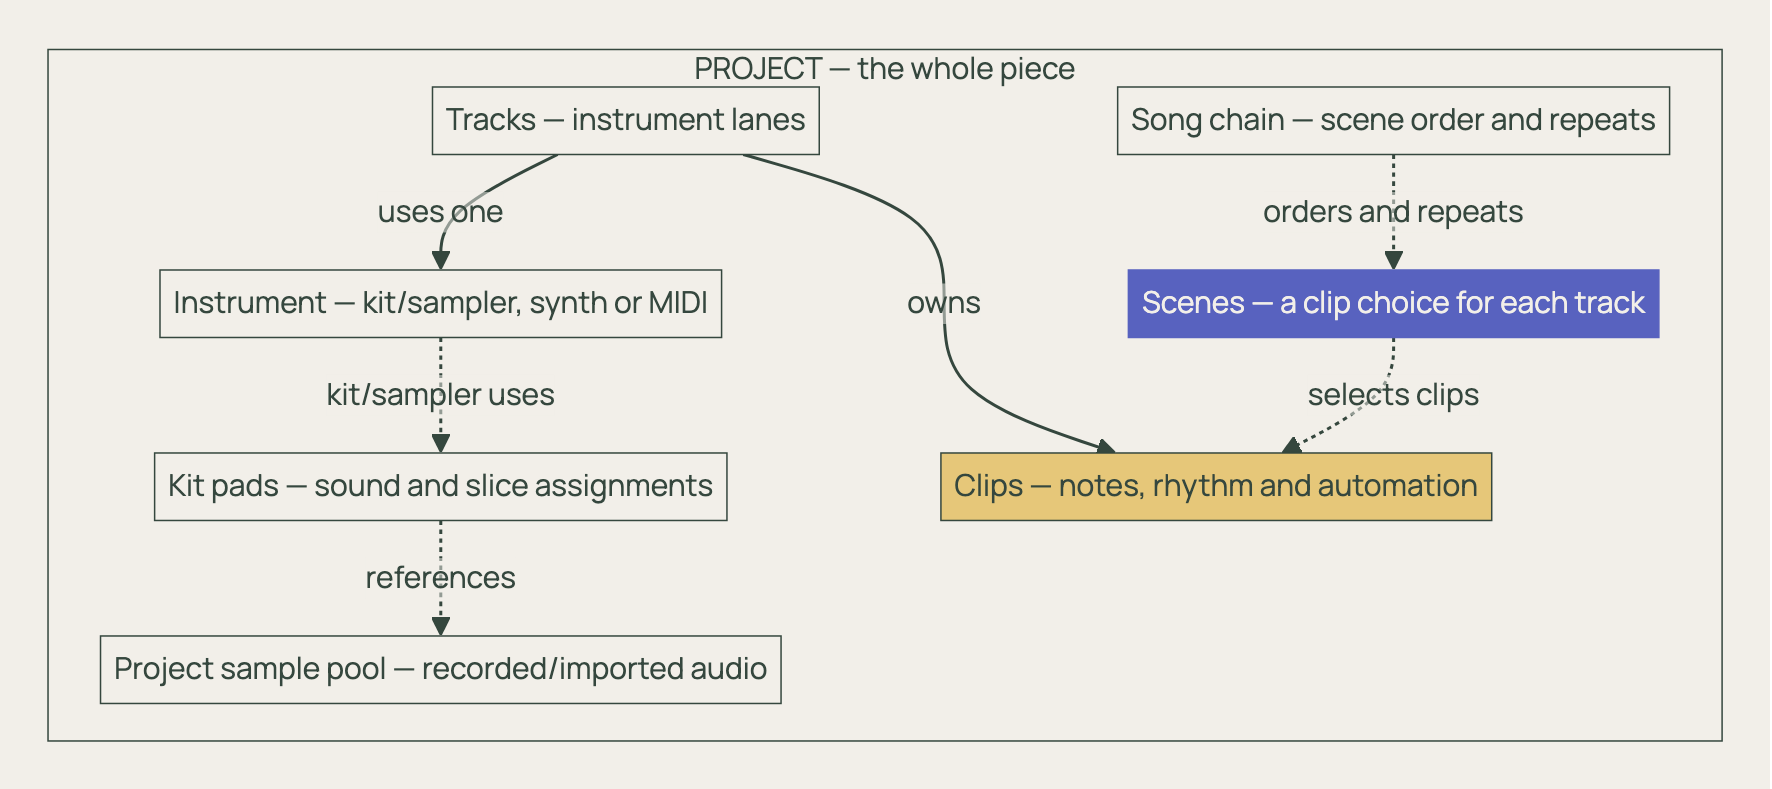 PROJECT — the whole piece
Tracks — instrument lanes
Song chain — scene order and repeats
uses one
orders and repeats
Instrument — kit/sampler, synth or MIDI
owns
Scenes — a clip choice for each track
kit/sampler uses
selects clips
Kit pads — sound and slice assignments
Clips — notes, rhythm and automation
references
Project sample pool — recorded/imported audio